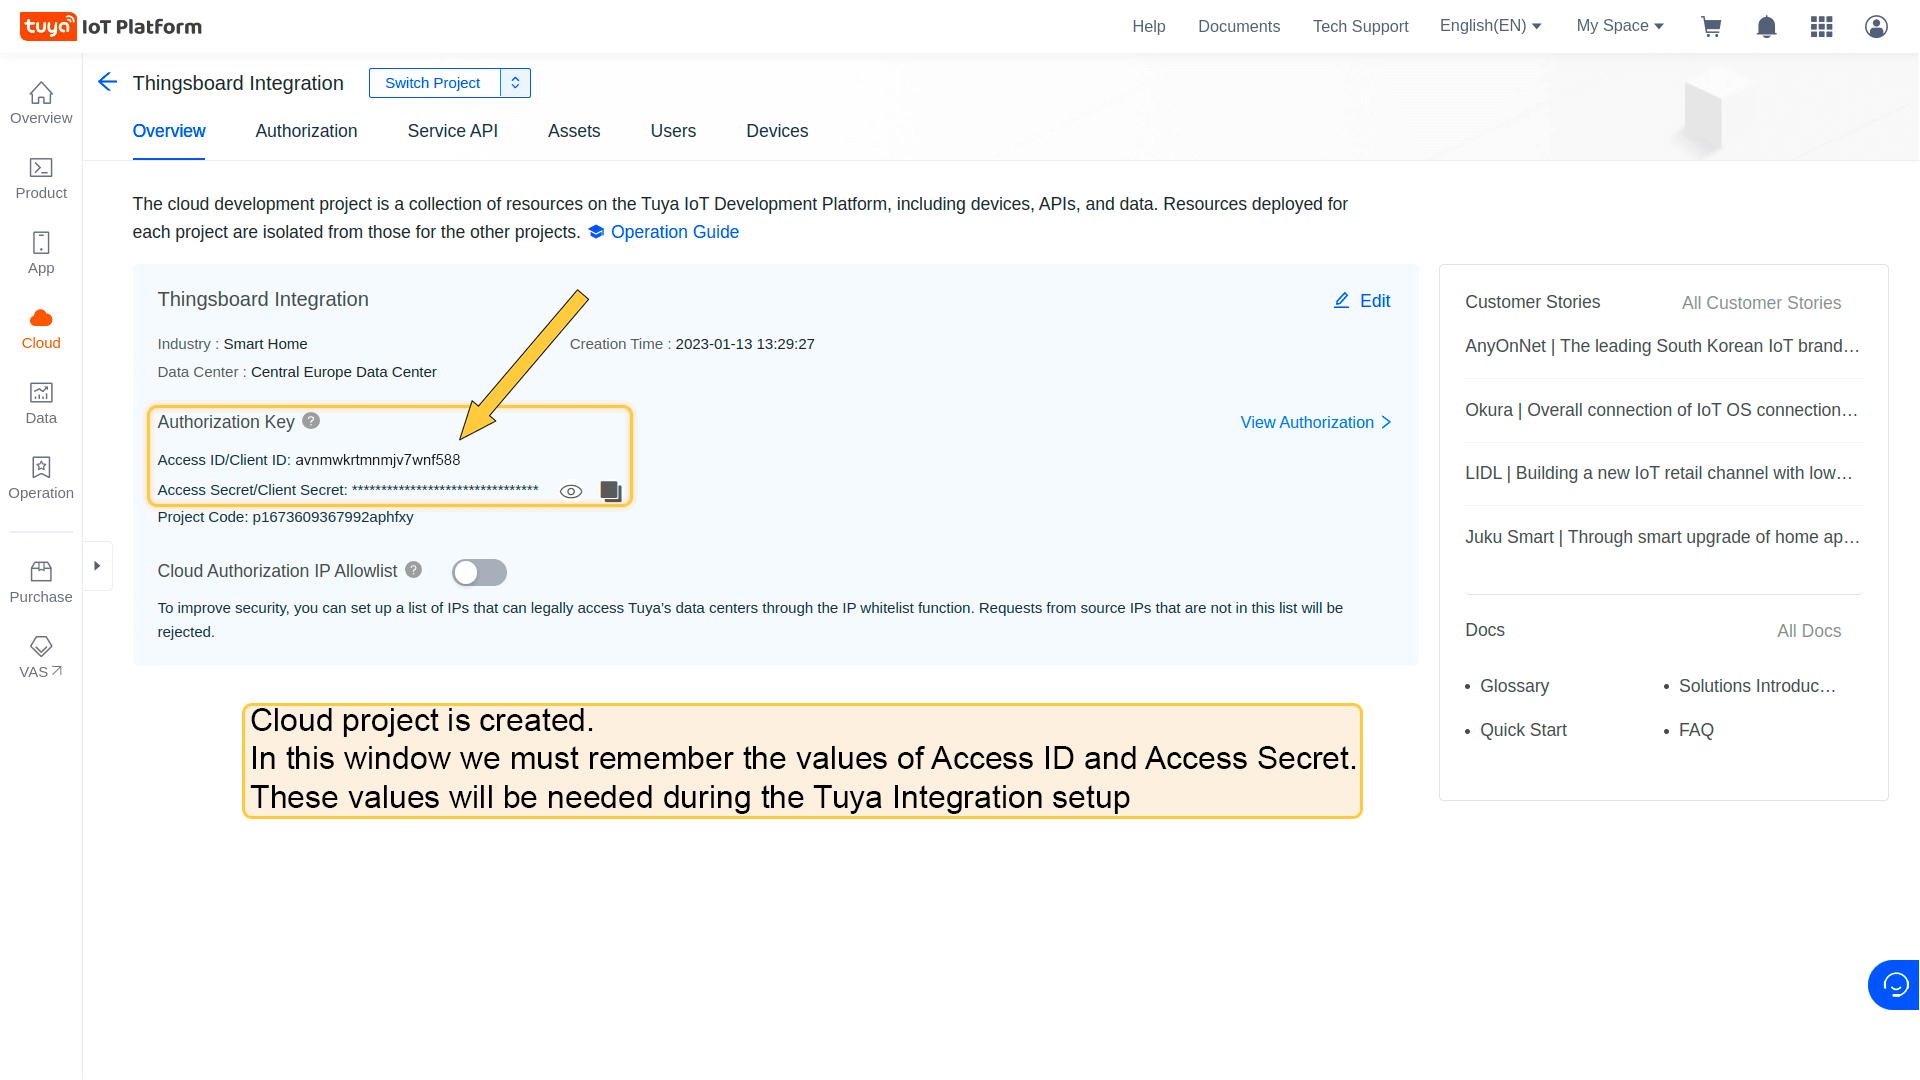 tuya IoT Platform
Help Documents Tech Support English(EN) My Space
Thingsboard Integration Switch Project
Overview Authorization Service API Assets Users Devices
Overview
Product
App
Cloud
Data
Operation
Purchase
VAS
The cloud development project is a collection of resources on the Tuya IoT Development Platform, including devices, APIs, and data. Resources deployed for
each project are isolated from those for the other projects. Operation Guide
Thingsboard Integration Edit
Industry : Smart Home Creation Time : 2023-01-13 13:29:27
Data Center : Central Europe Data Center
Authorization Key ? View Authorization
Access ID/Client ID: avnmwkrtmnmjv7wnf588
Access Secret/Client Secret: ********************************
Project Code: p1673609367992aphfxy
Cloud Authorization IP Allowlist ?
To improve security, you can set up a list of IPs that can legally access Tuya's data centers through the IP whitelist function. Requests from source IPs that are not in this list will be
rejected.
Cloud project is created.
In this window we must remember the values of Access ID and Access Secret.
These values will be needed during the Tuya Integration setup
Customer Stories All Customer Stories
AnyOnNet | The leading South Korean IoT brand…
Okura | Overall connection of IoT OS connection…
LIDL | Building a new IoT retail channel with low…
Juku Smart | Through smart upgrade of home ap…
Docs All Docs
• Glossary • Solutions Introduc…
• Quick Start • FAQ